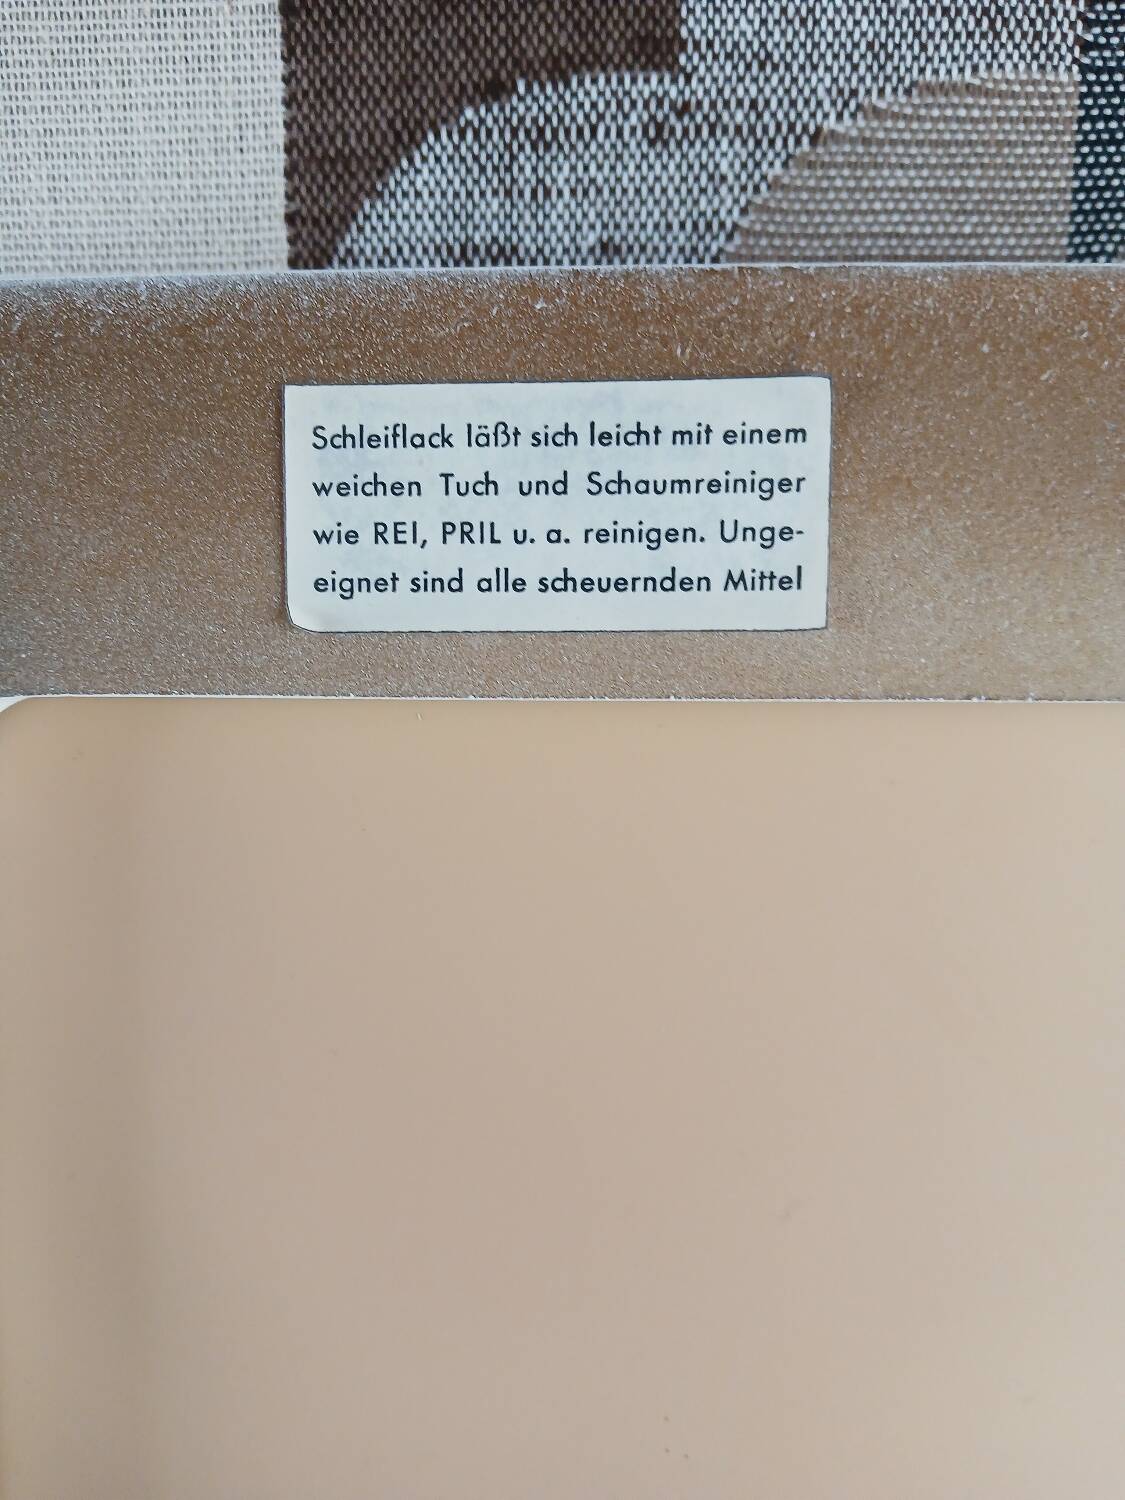 Schleiflack läßt sich leicht mit einem
weichen Tuch und Schaumreiniger
wie REI, PRIL u. a. reinigen. Unge-
eignet sind alle scheuernden Mittel